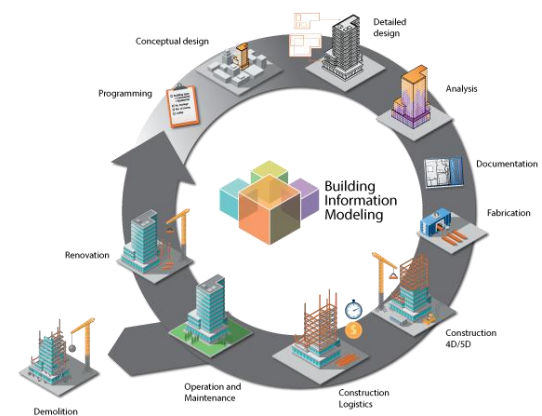 Programming
Conceptual design
Detailed
design
Analysis
Documentation
Fabrication
Construction
4D/5D
Construction
Logistics
Operation and
Maintenance
Renovation
Demolition
Building
Information
Modeling
$